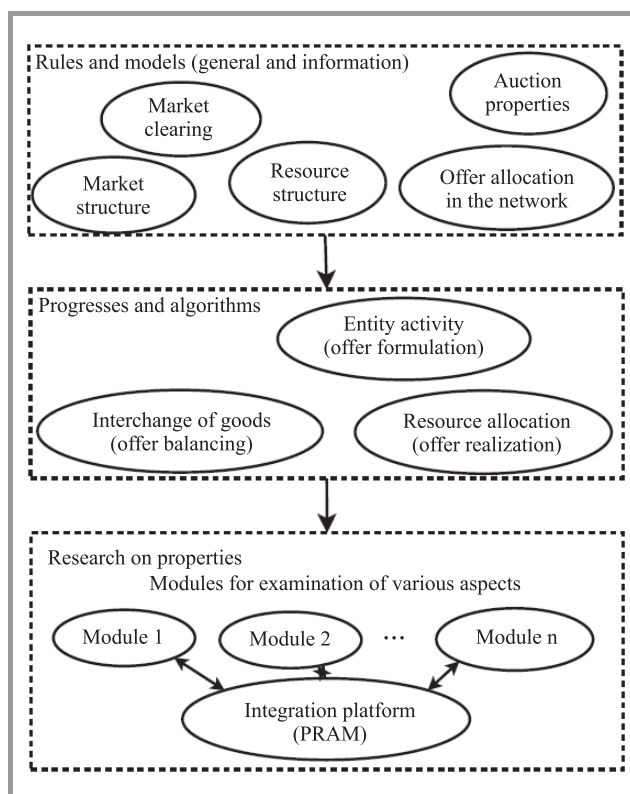 Rules and models (general and information)
Auction
properties
Market
clearing
Market
structure
Resource
structure
Offer allocation
in the network
Progresses and algorithms
Entity activity
(offer formulation)
Interchange of goods
(offer balancing)
Resource allocation
(offer realization)
Research on properties
Modules for examination of various aspects
Module 1
Module 2
...
Module n
Integration platform
(PRAM)